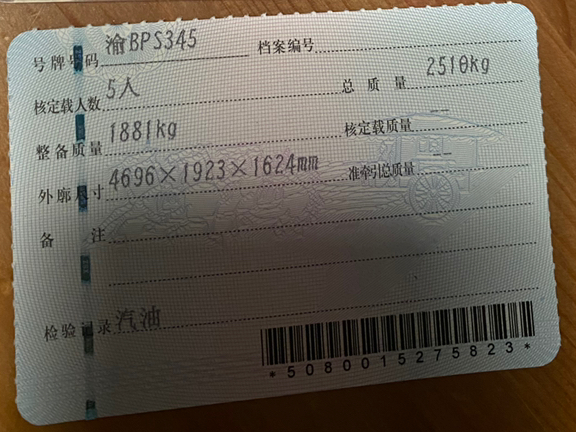 号牌号码 渝BPS345 档案编号
核定载人数 5人 总质量 2510kg
整备质量 1881kg 核定载质量 --
外廓尺寸 4696×1923×1624mm 准牵引总质量 --
备注
检验记录 汽油
*5080015275823*